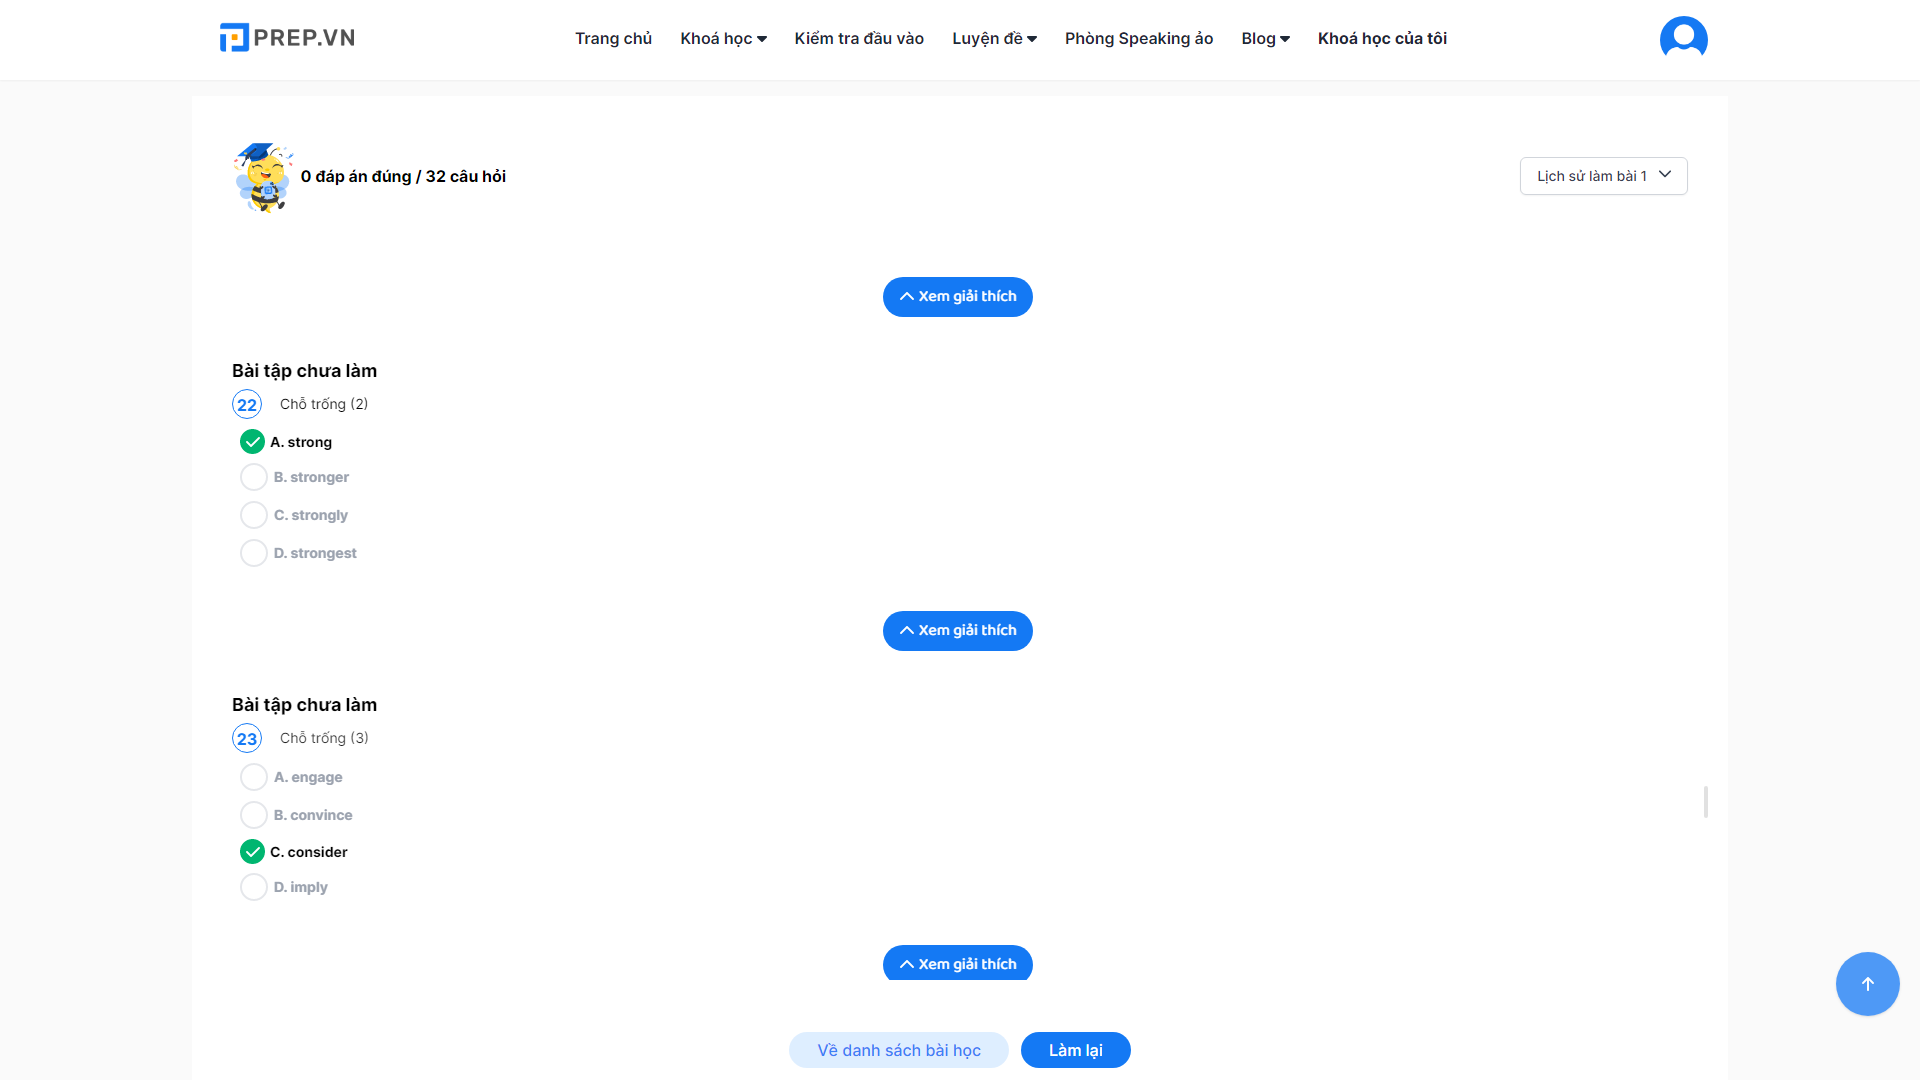 PREP.VN
Trang chủ
Khoá học
Kiểm tra đầu vào
Luyện đề
Phòng Speaking ảo
Blog
Khoá học của tôi
0 đáp án đúng / 32 câu hỏi
Lịch sử làm bài 1
Xem giải thích
Bài tập chưa làm
22 Chỗ trống (2)
A. strong
B. stronger
C. strongly
D. strongest
Xem giải thích
Bài tập chưa làm
23 Chỗ trống (3)
A. engage
B. convince
C. consider
D. imply
Xem giải thích
Về danh sách bài học
Làm lại